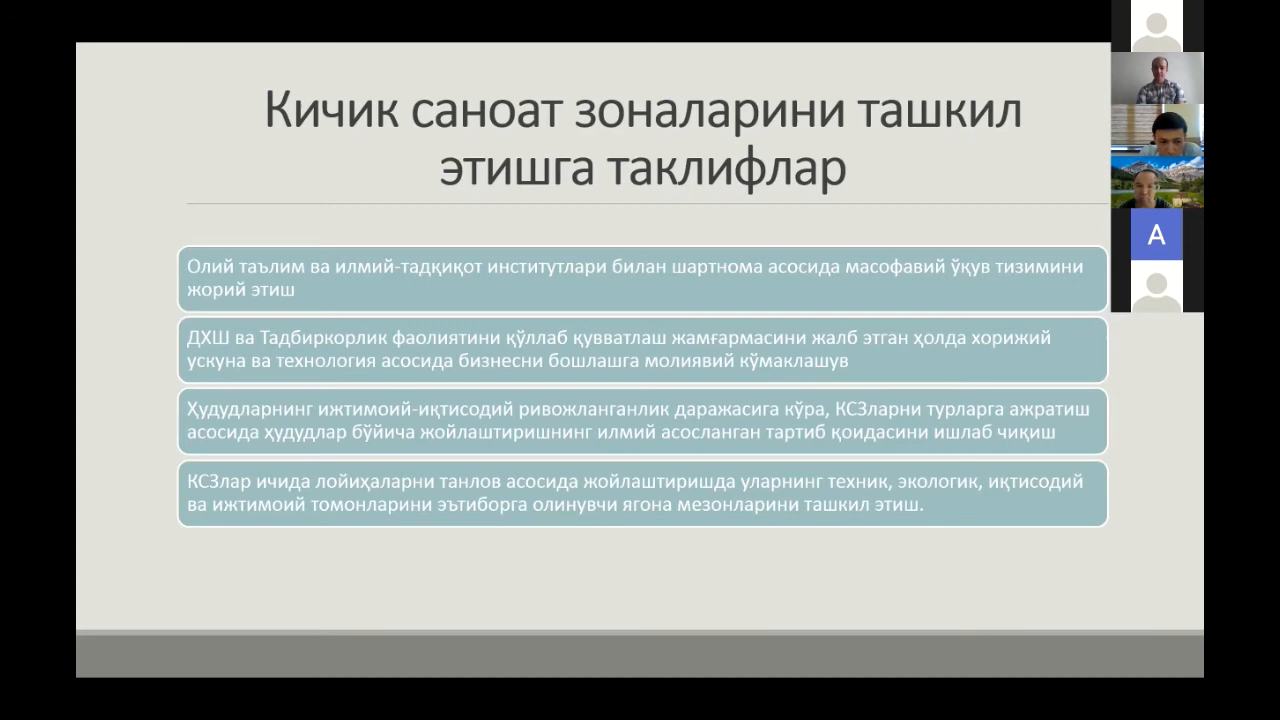 Кичик саноат зоналарини ташкил
этишга таклифлар
Олий таълим ва илмий-тадқиқот институтлари билан шартнома асосида масофавий ўқув тизимини
жорий этиш
ДХШ ва Тадбиркорлик фаолиятини қўллаб қувватлаш жамғармасини жалб этган ҳолда хорижий
ускуна ва технология асосида бизнесни бошлашга молиявий кўмаклашув
Ҳудудларнинг ижтимоий-иқтисодий ривожланганлик даражасига кўра, КСЗларни турларга ажратиш
асосида ҳудудлар бўйича жойлаштиришнинг илмий асосланган тартиб қоидасини ишлаб чиқиш
КСЗлар ичида лойиҳаларни танлов асосида жойлаштиришда уларнинг техник, экологик, иқтисодий
ва ижтимоий томонларини эътиборга олинувчи ягона мезонларини ташкил этиш.
A